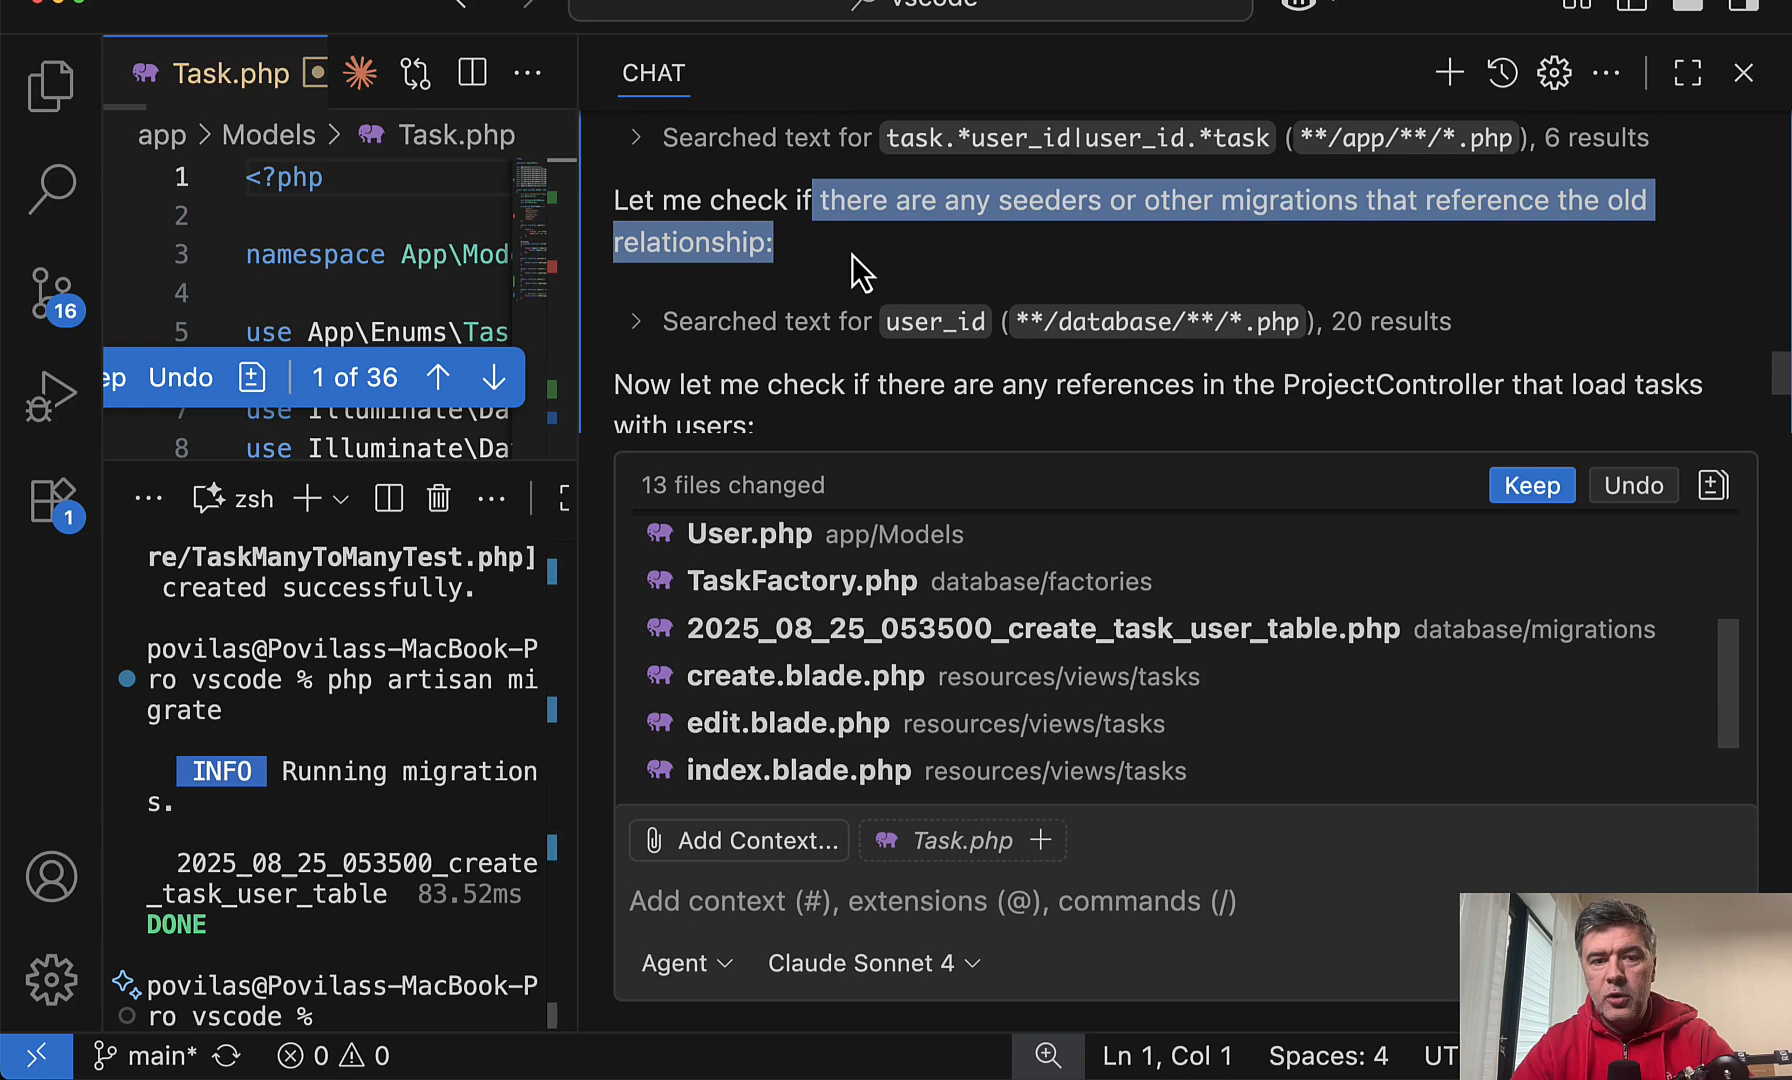 vscode
Task.php
app > Models > Task.php
1 <?php
2
3 namespace App\Mod
4
5 use App\Enums\Tas
Undo 1 of 36
7 use Illuminate\Da
8 use Illuminate\Da
16
1
zsh
re/TaskManyToManyTest.php]
created successfully.
povilas@Povilass-MacBook-P
ro vscode % php artisan mi
grate
INFO Running migration
s.
2025_08_25_053500_create
_task_user_table 83.52ms
DONE
povilas@Povilass-MacBook-P
ro vscode %
CHAT
Searched text for task.*user_id|user_id.*task (**/app/**/*.php), 6 results
Let me check if there are any seeders or other migrations that reference the old
relationship:
Searched text for user_id (**/database/**/*.php), 20 results
Now let me check if there are any references in the ProjectController that load tasks
with users:
13 files changed
Keep
Undo
User.php app/Models
TaskFactory.php database/factories
2025_08_25_053500_create_task_user_table.php database/migrations
create.blade.php resources/views/tasks
edit.blade.php resources/views/tasks
index.blade.php resources/views/tasks
Add Context...
Task.php
Add context (#), extensions (@), commands (/)
Agent
Claude Sonnet 4
main*
0
0
Ln 1, Col 1
Spaces: 4
UT